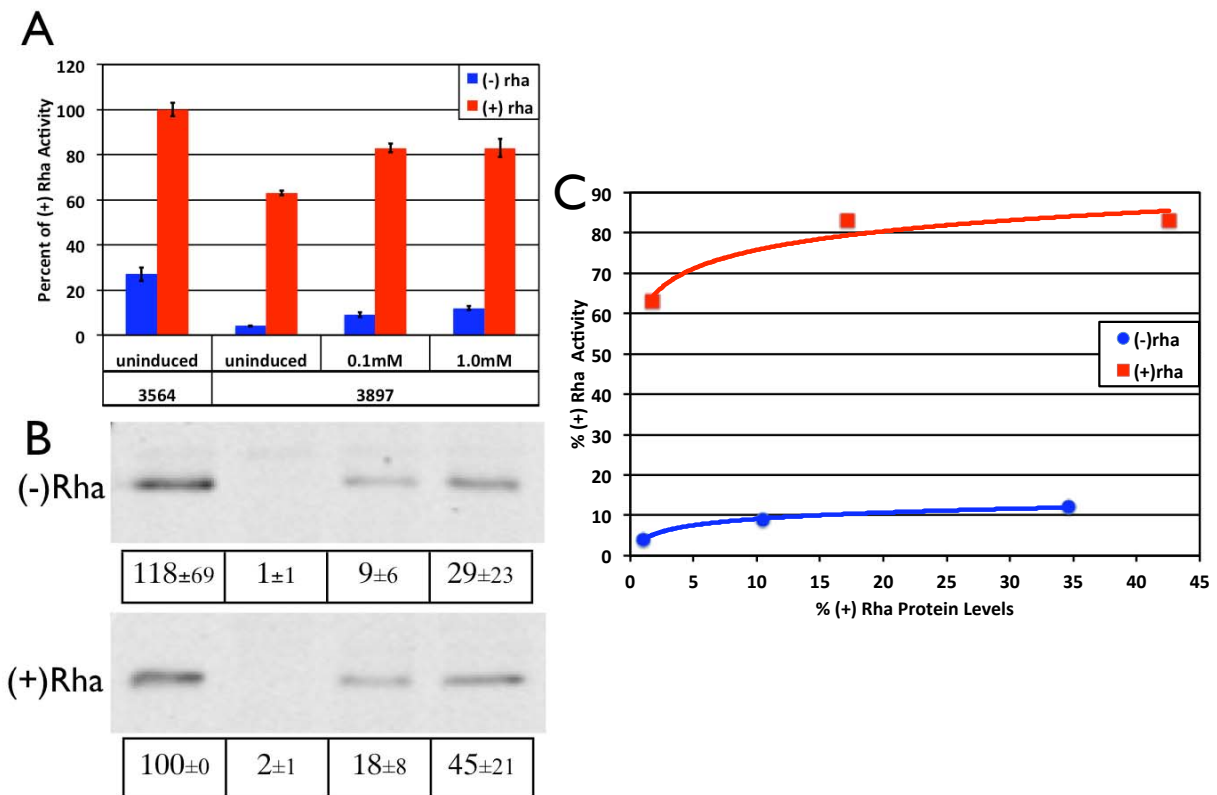 A
Percent of (+) Rha Activity
120
100
80
60
40
20
0
(-) rha
(+) rha
uninduced uninduced 0.1mM 1.0mM
3564 3897
B
(-)Rha
118±69 1±1 9±6 29±23
(+)Rha
100±0 2±1 18±8 45±21
C
% (+) Rha Activity
90
80
70
60
50
40
30
20
10
0
0 5 10 15 20 25 30 35 40 45
% (+) Rha Protein Levels
(-)rha
(+)rha